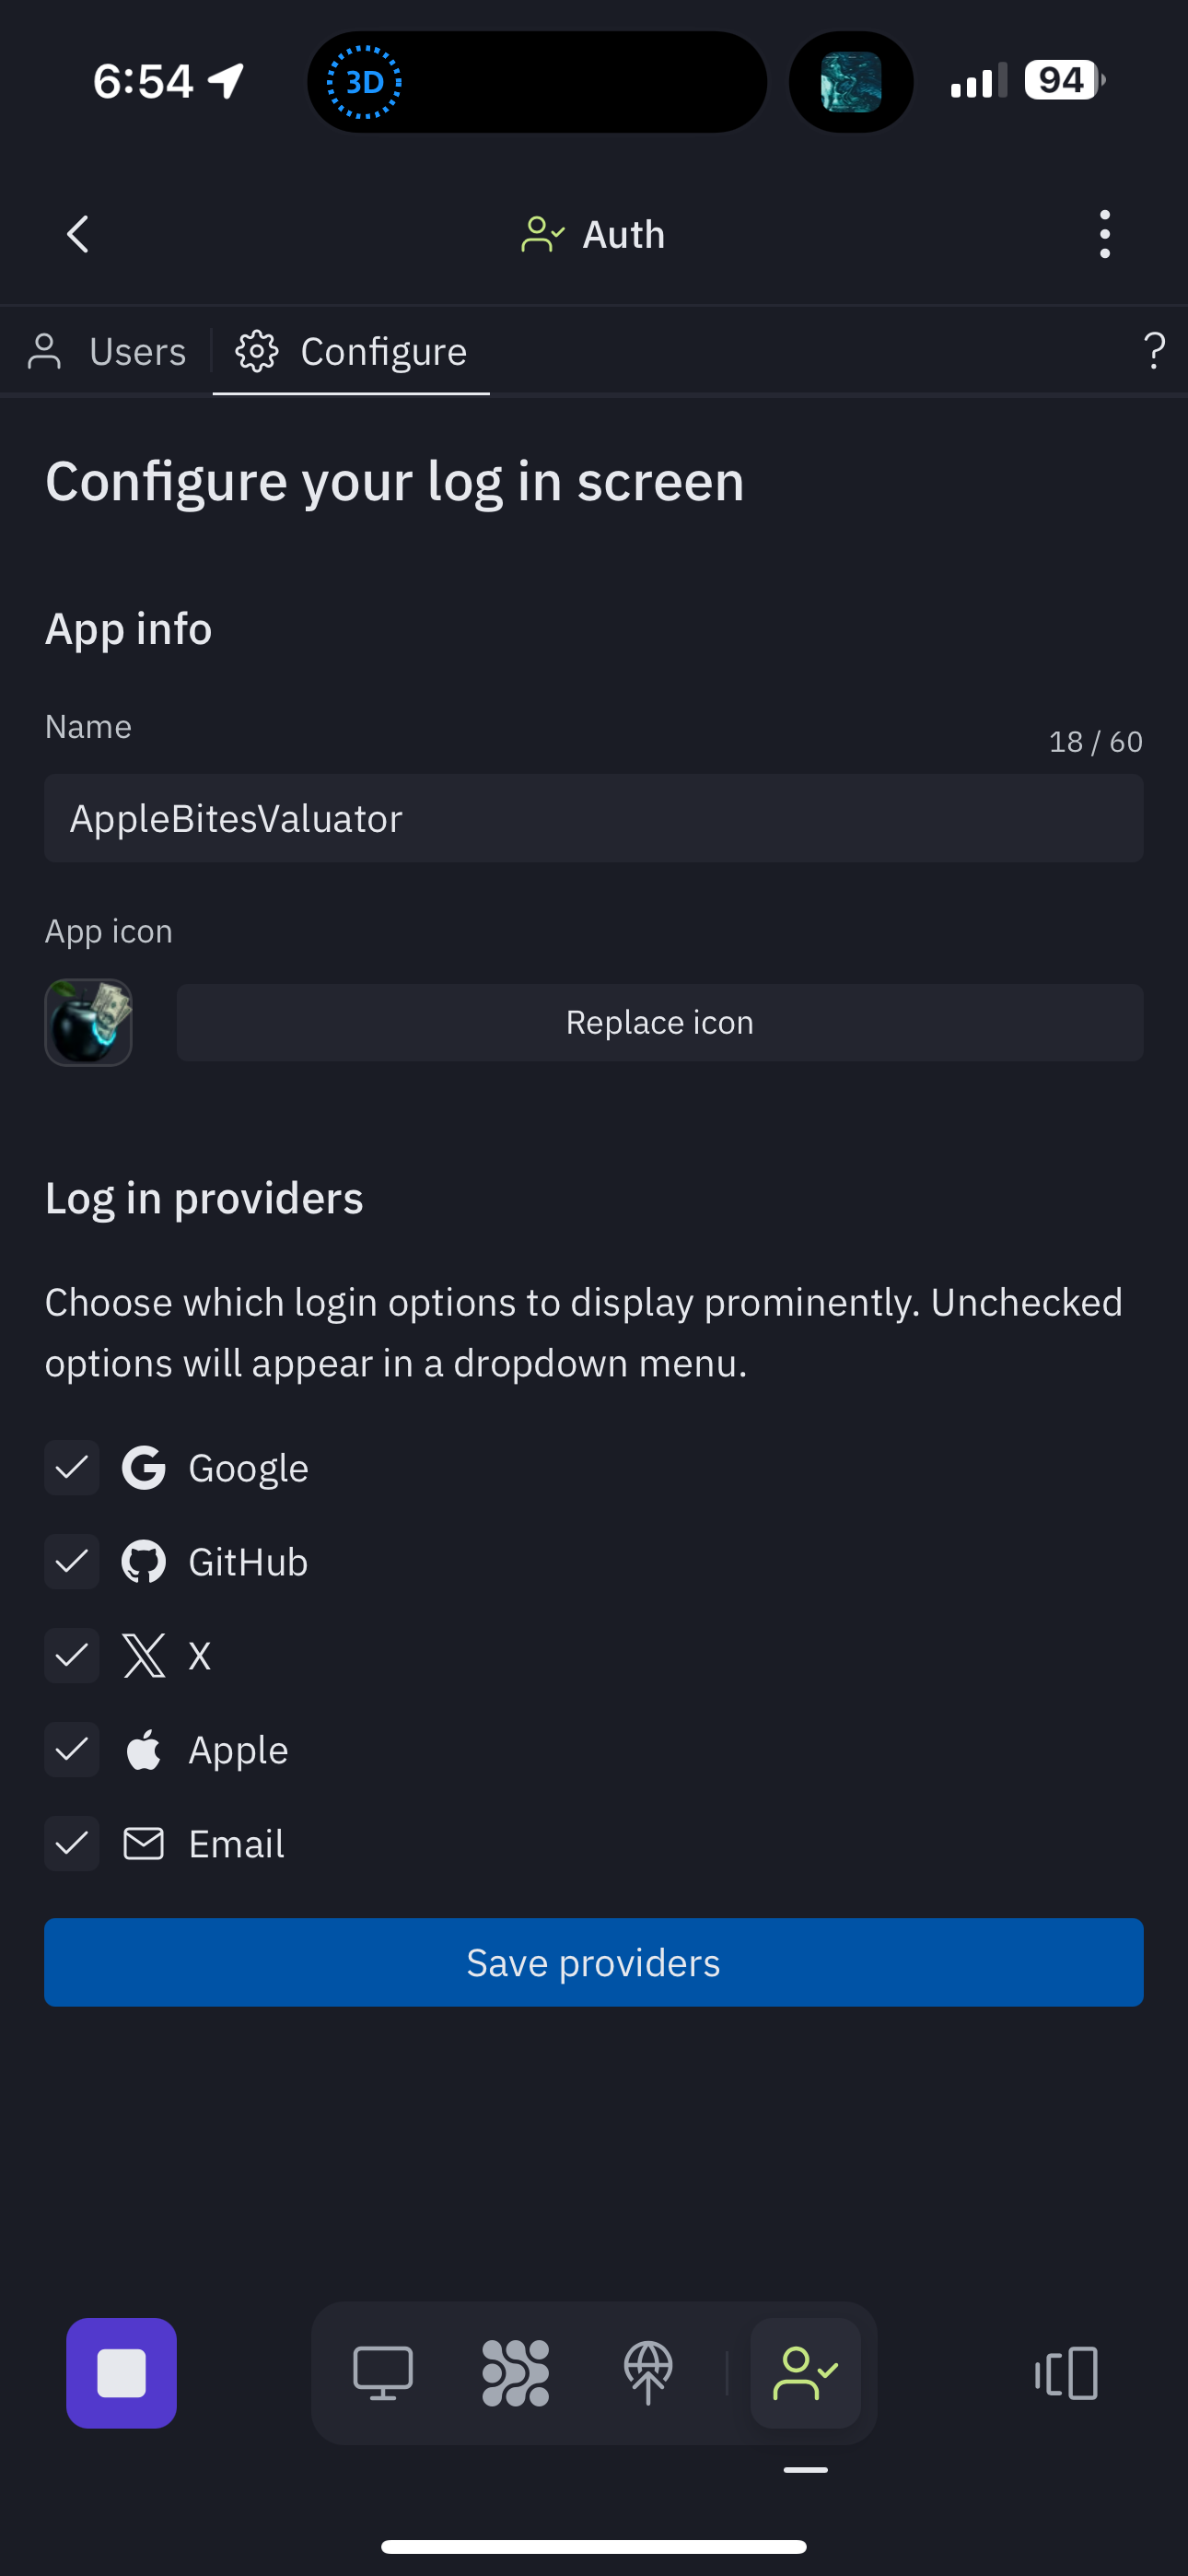 6:54
3D
94
Auth
Users
Configure
?
Configure your log in screen
App info
Name
18 / 60
AppleBitesValuator
App icon
Replace icon
Log in providers
Choose which login options to display prominently. Unchecked
options will appear in a dropdown menu.
Google
GitHub
X
Apple
Email
Save providers